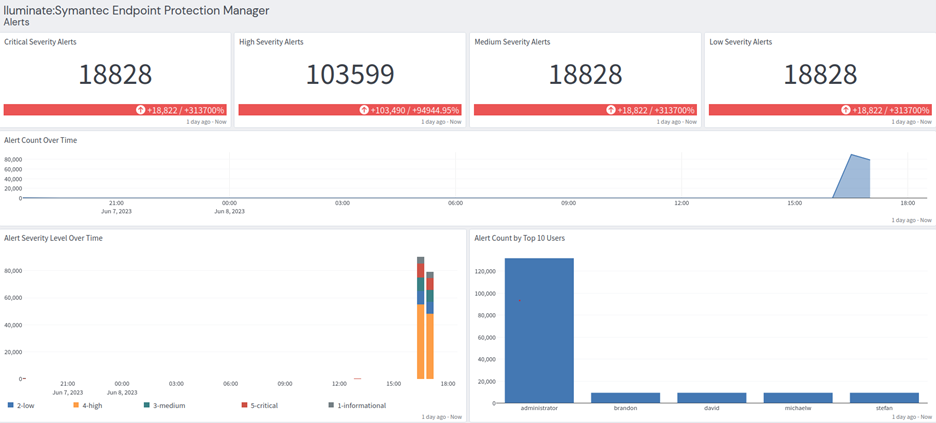 Iluminate:Symantec Endpoint Protection Manager
Alerts
Critical Severity Alerts
18828
+18,822 / +313700%
1 day ago - Now
High Severity Alerts
103599
+103,490 / +94944.95%
1 day ago - Now
Medium Severity Alerts
18828
+18,822 / +313700%
1 day ago - Now
Low Severity Alerts
18828
+18,822 / +313700%
1 day ago - Now
Alert Count Over Time
80,000
60,000
40,000
20,000
0
21:00 00:00 03:00 06:00 09:00 12:00 15:00 18:00
Jun 7, 2023 Jun 8, 2023
1 day ago - Now
Alert Severity Level Over Time
80,000
60,000
40,000
20,000
0
21:00 00:00 03:00 06:00 09:00 12:00 15:00 18:00
Jun 7, 2023 Jun 8, 2023
2-low 4-high 3-medium 5-critical 1-informational
1 day ago - Now
Alert Count by Top 10 Users
120,000
100,000
80,000
60,000
40,000
20,000
0
administrator brandon david michaelw stefan
1 day ago - Now